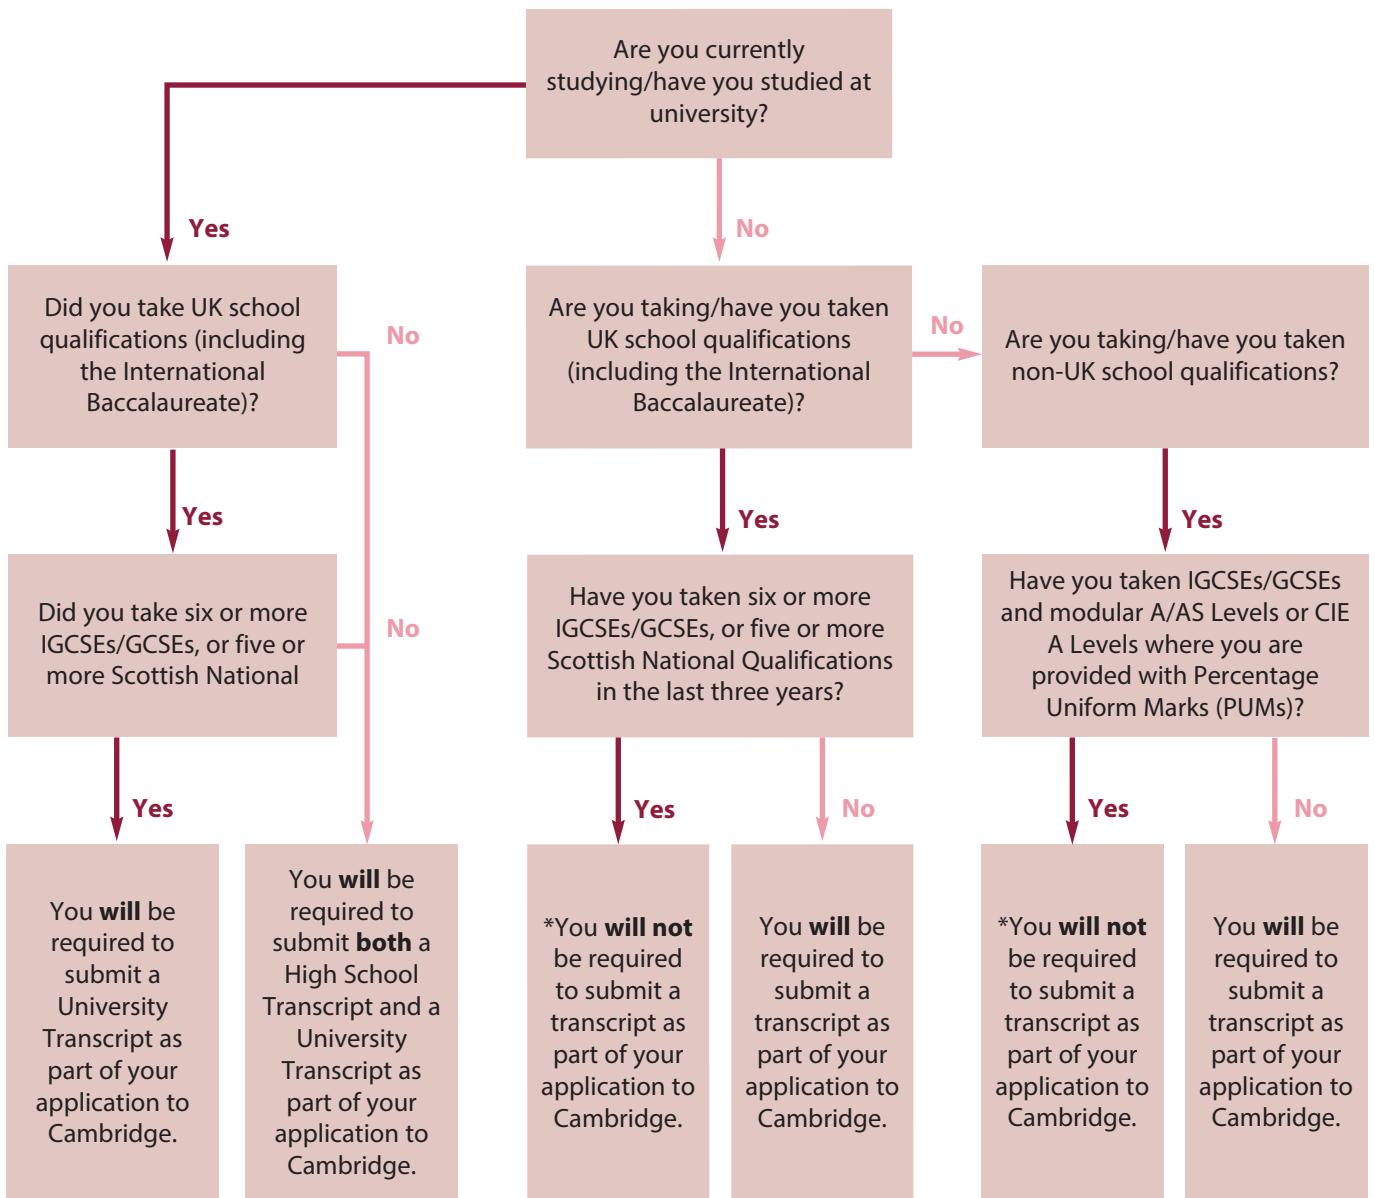 Are you currently
studying/have you studied at
university?
Yes
No
Did you take UK school
qualifications (including
the International
Baccalaureate)?
No
Are you taking/have you taken
UK school qualifications
(including the International
Baccalaureate)?
No
Are you taking/have you taken
non-UK school qualifications?
Yes
Yes
Yes
Did you take six or more
IGCSEs/GCSEs, or five or
more Scottish National
No
Have you taken six or more
IGCSEs/GCSEs, or five or more
Scottish National Qualifications
in the last three years?
Have you taken IGCSEs/GCSEs
and modular A/AS Levels or CIE
A Levels where you are
provided with Percentage
Uniform Marks (PUMs)?
Yes
Yes
No
Yes
No
You will be
required to
submit a
University
Transcript as
part of your
application to
Cambridge.
You will be
required to
submit both a
High School
Transcript and a
University
Transcript as
part of your
application to
Cambridge.
*You will not
be required
to submit a
transcript as
part of your
application to
Cambridge.
You will be
required to
submit a
transcript as
part of your
application to
Cambridge.
*You will not
be required
to submit a
transcript as
part of your
application to
Cambridge.
You will be
required to
submit a
transcript as
part of your
application to
Cambridge.